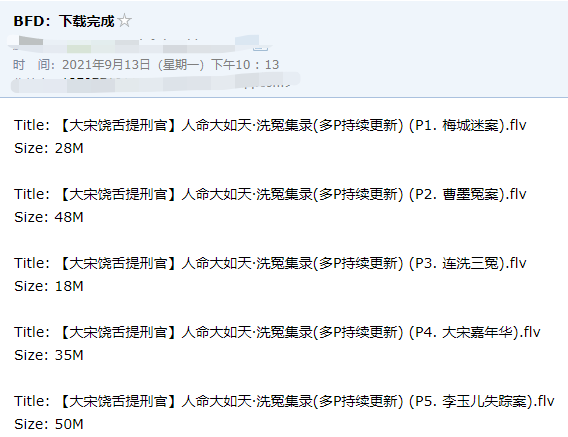 BFD：下载完成☆
时 间：2021年9月13日（星期一）下午10：13
Title: 【大宋饶舌提刑官】人命大如天·洗冤集录(多P持续更新) (P1. 梅城迷案).flv
Size: 28M
Title: 【大宋饶舌提刑官】人命大如天·洗冤集录(多P持续更新) (P2. 曹墨冤案).flv
Size: 48M
Title: 【大宋饶舌提刑官】人命大如天·洗冤集录(多P持续更新) (P3. 连洗三冤).flv
Size: 18M
Title: 【大宋饶舌提刑官】人命大如天·洗冤集录(多P持续更新) (P4. 大宋嘉年华).flv
Size: 35M
Title: 【大宋饶舌提刑官】人命大如天·洗冤集录(多P持续更新) (P5. 李玉儿失踪案).flv
Size: 50M